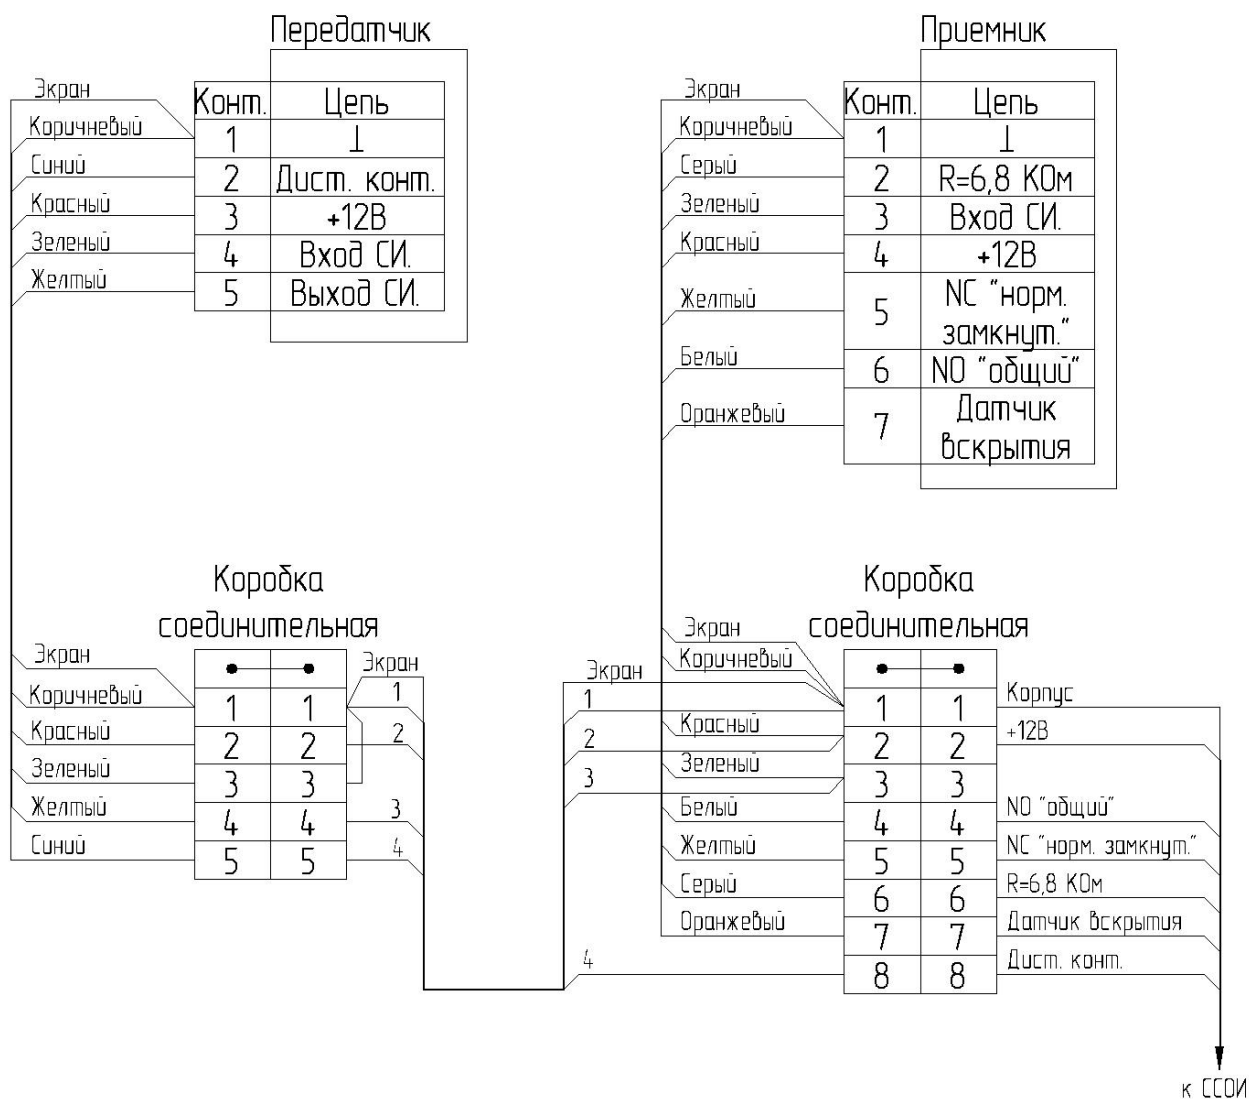 Передатчик
Экран
Коричневый
Синий
Красный
Зеленый
Желтый
Конт. Цепь
1 ⊥
2 Дист. конт.
3 +12В
4 Вход СИ.
5 Выход СИ.
Приемник
Экран
Коричневый
Серый
Зеленый
Красный
Желтый
Белый
Оранжевый
Конт. Цепь
1 ⊥
2 R=6,8 КОм
3 Вход СИ.
4 +12В
5 NC "норм.
замкнут."
6 NO "общий"
7 Датчик
вскрытия
Коробка
соединительная
Экран
Коричневый
Красный
Зеленый
Желтый
Синий
1 1
2 2
3 3
4 4
5 5
Экран
1
2
3
4
Коробка
соединительная
Экран
1
2
3
4
Экран
Коричневый
Красный
Зеленый
Белый
Желтый
Серый
Оранжевый
1 1
2 2
3 3
4 4
5 5
6 6
7 7
8 8
Корпус
+12В
NO "общий"
NC "норм. замкнут."
R=6,8 КОм
Датчик вскрытия
Дист. конт.
к ССОИ